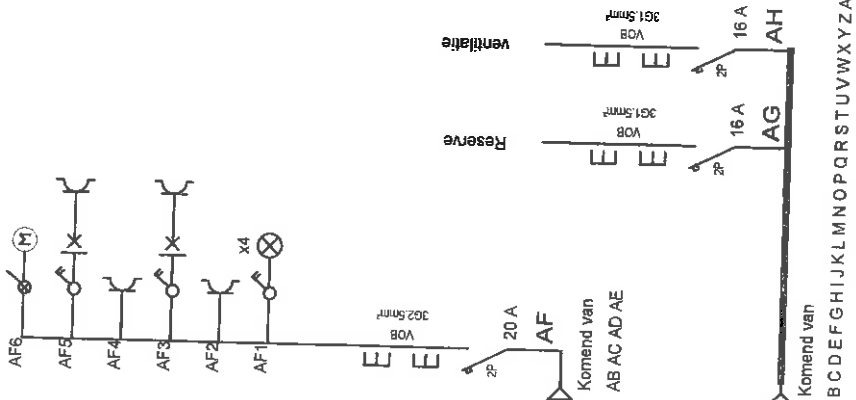 AF6
M
AF5
AF4
AF3
AF2
AF1
x4
VOB
3G2.5mm²
2P
20 A
AF
Komend van
AB AC AD AE
Reserve
VOB
3G1.5mm²
2P
16 A
AG
ventilatie
VOB
3G1.5mm²
2P
16 A
AH
Komend van
B C D E F G H I J K L M N O P Q R S T U V W X Y Z A